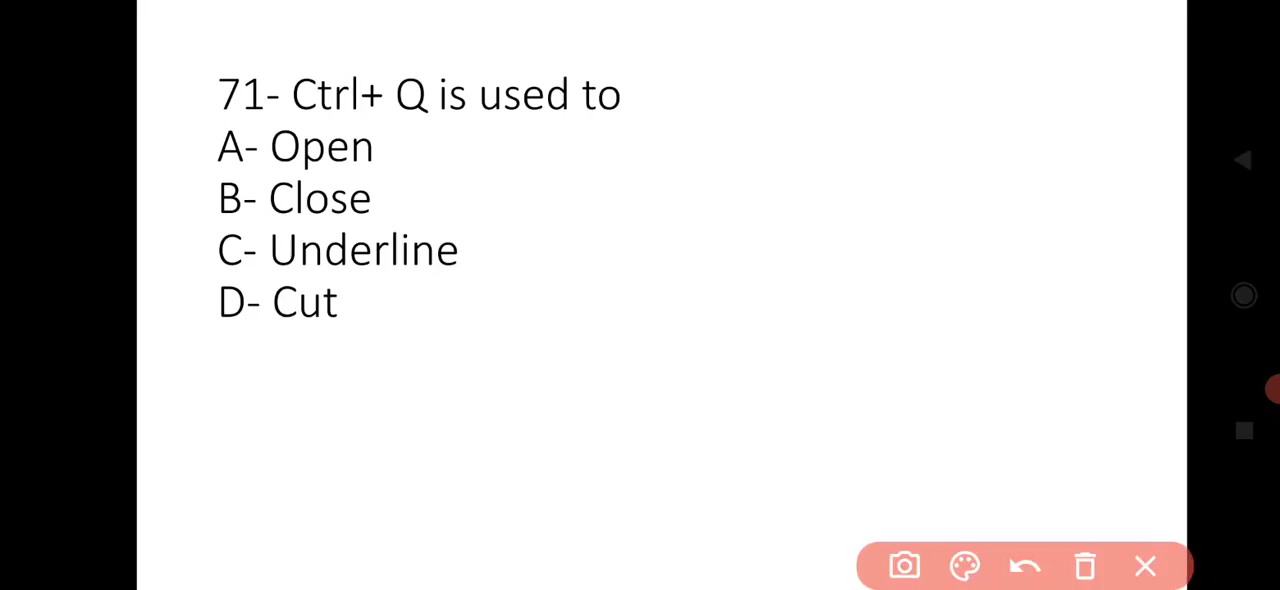 71- Ctrl+ Q is used to
A- Open
B- Close
C- Underline
D- Cut